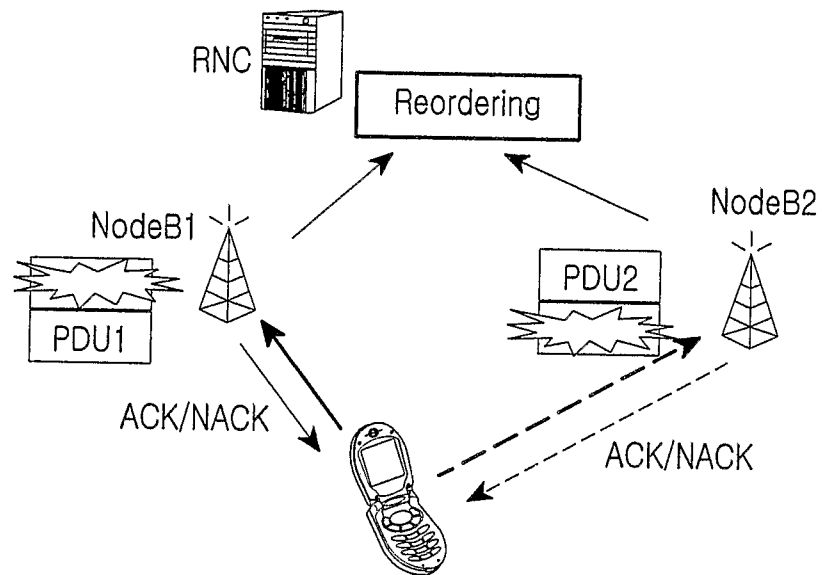 RNC
Reordering
NodeB1
NodeB2
PDU2
PDU1
ACK/NACK
ACK/NACK